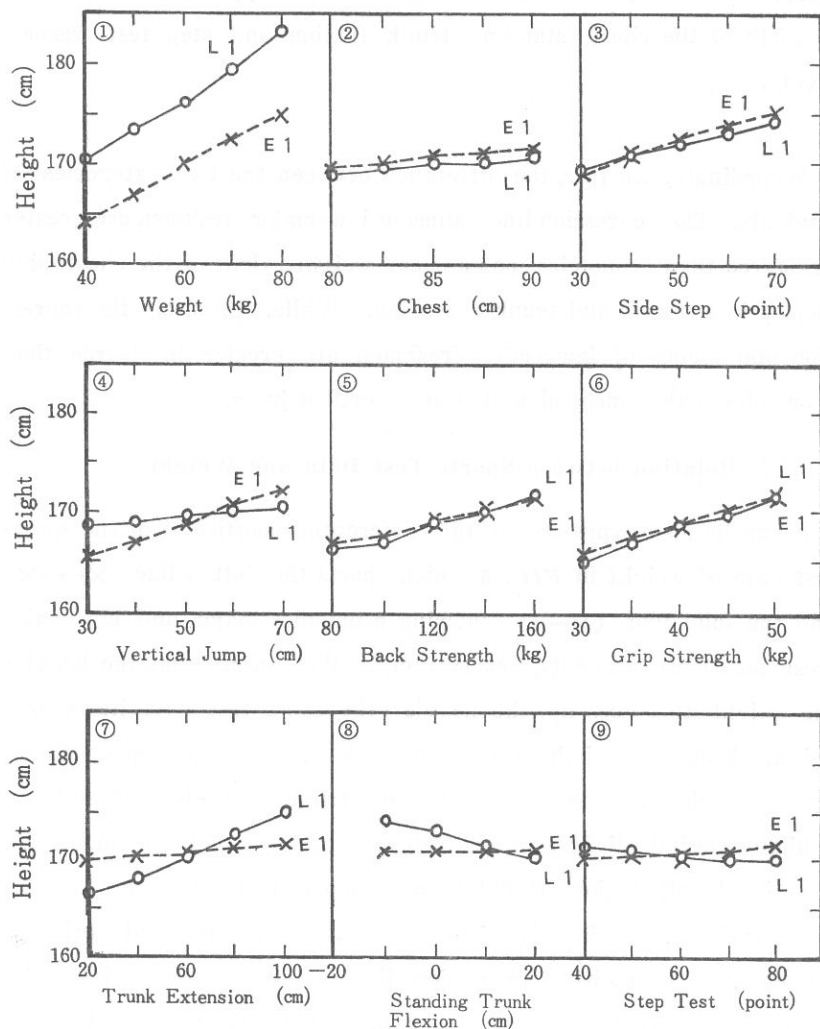 ① ② ③
Height (cm)
180
170
160
L 1
E 1
E 1
L 1
E 1
L 1
40 60 80 85 90 30 50 70
80
Weight (kg) Chest (cm) Side Step (point)
④ ⑤ ⑥
Height (cm)
180
170
160
E 1
L 1
L 1
E 1
L 1
E 1
30 50 70 80 120 160 30 40 50
Vertical Jump (cm) Back Strength (kg) Grip Strength (kg)
⑦ ⑧ ⑨
Height (cm)
180
170
160
L 1
E 1
E 1
L 1
E 1
L 1
20 60 100 -20 0 20 40 60 80
Trunk Extension (cm) Standing Trunk Flexion (cm) Step Test (point)